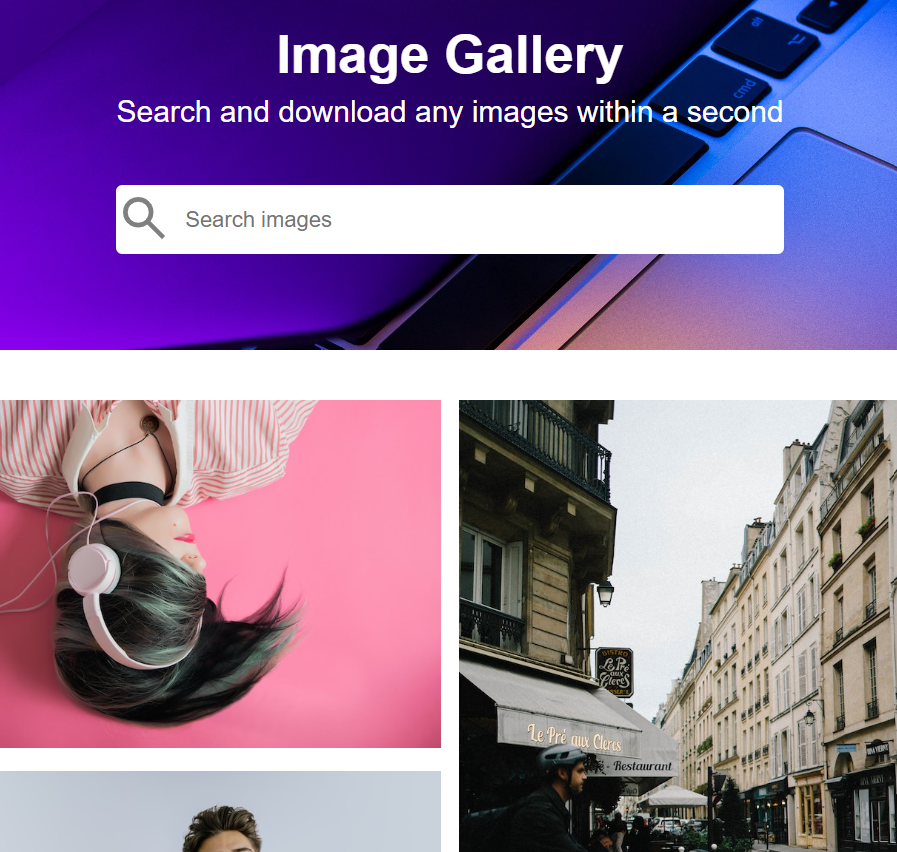 Image Gallery
Search and download any images within a second
Search images
alt
cmd
BISTRO
Le Pré
aux
Clercs
Le Pré aux Clercs
- Restaurant